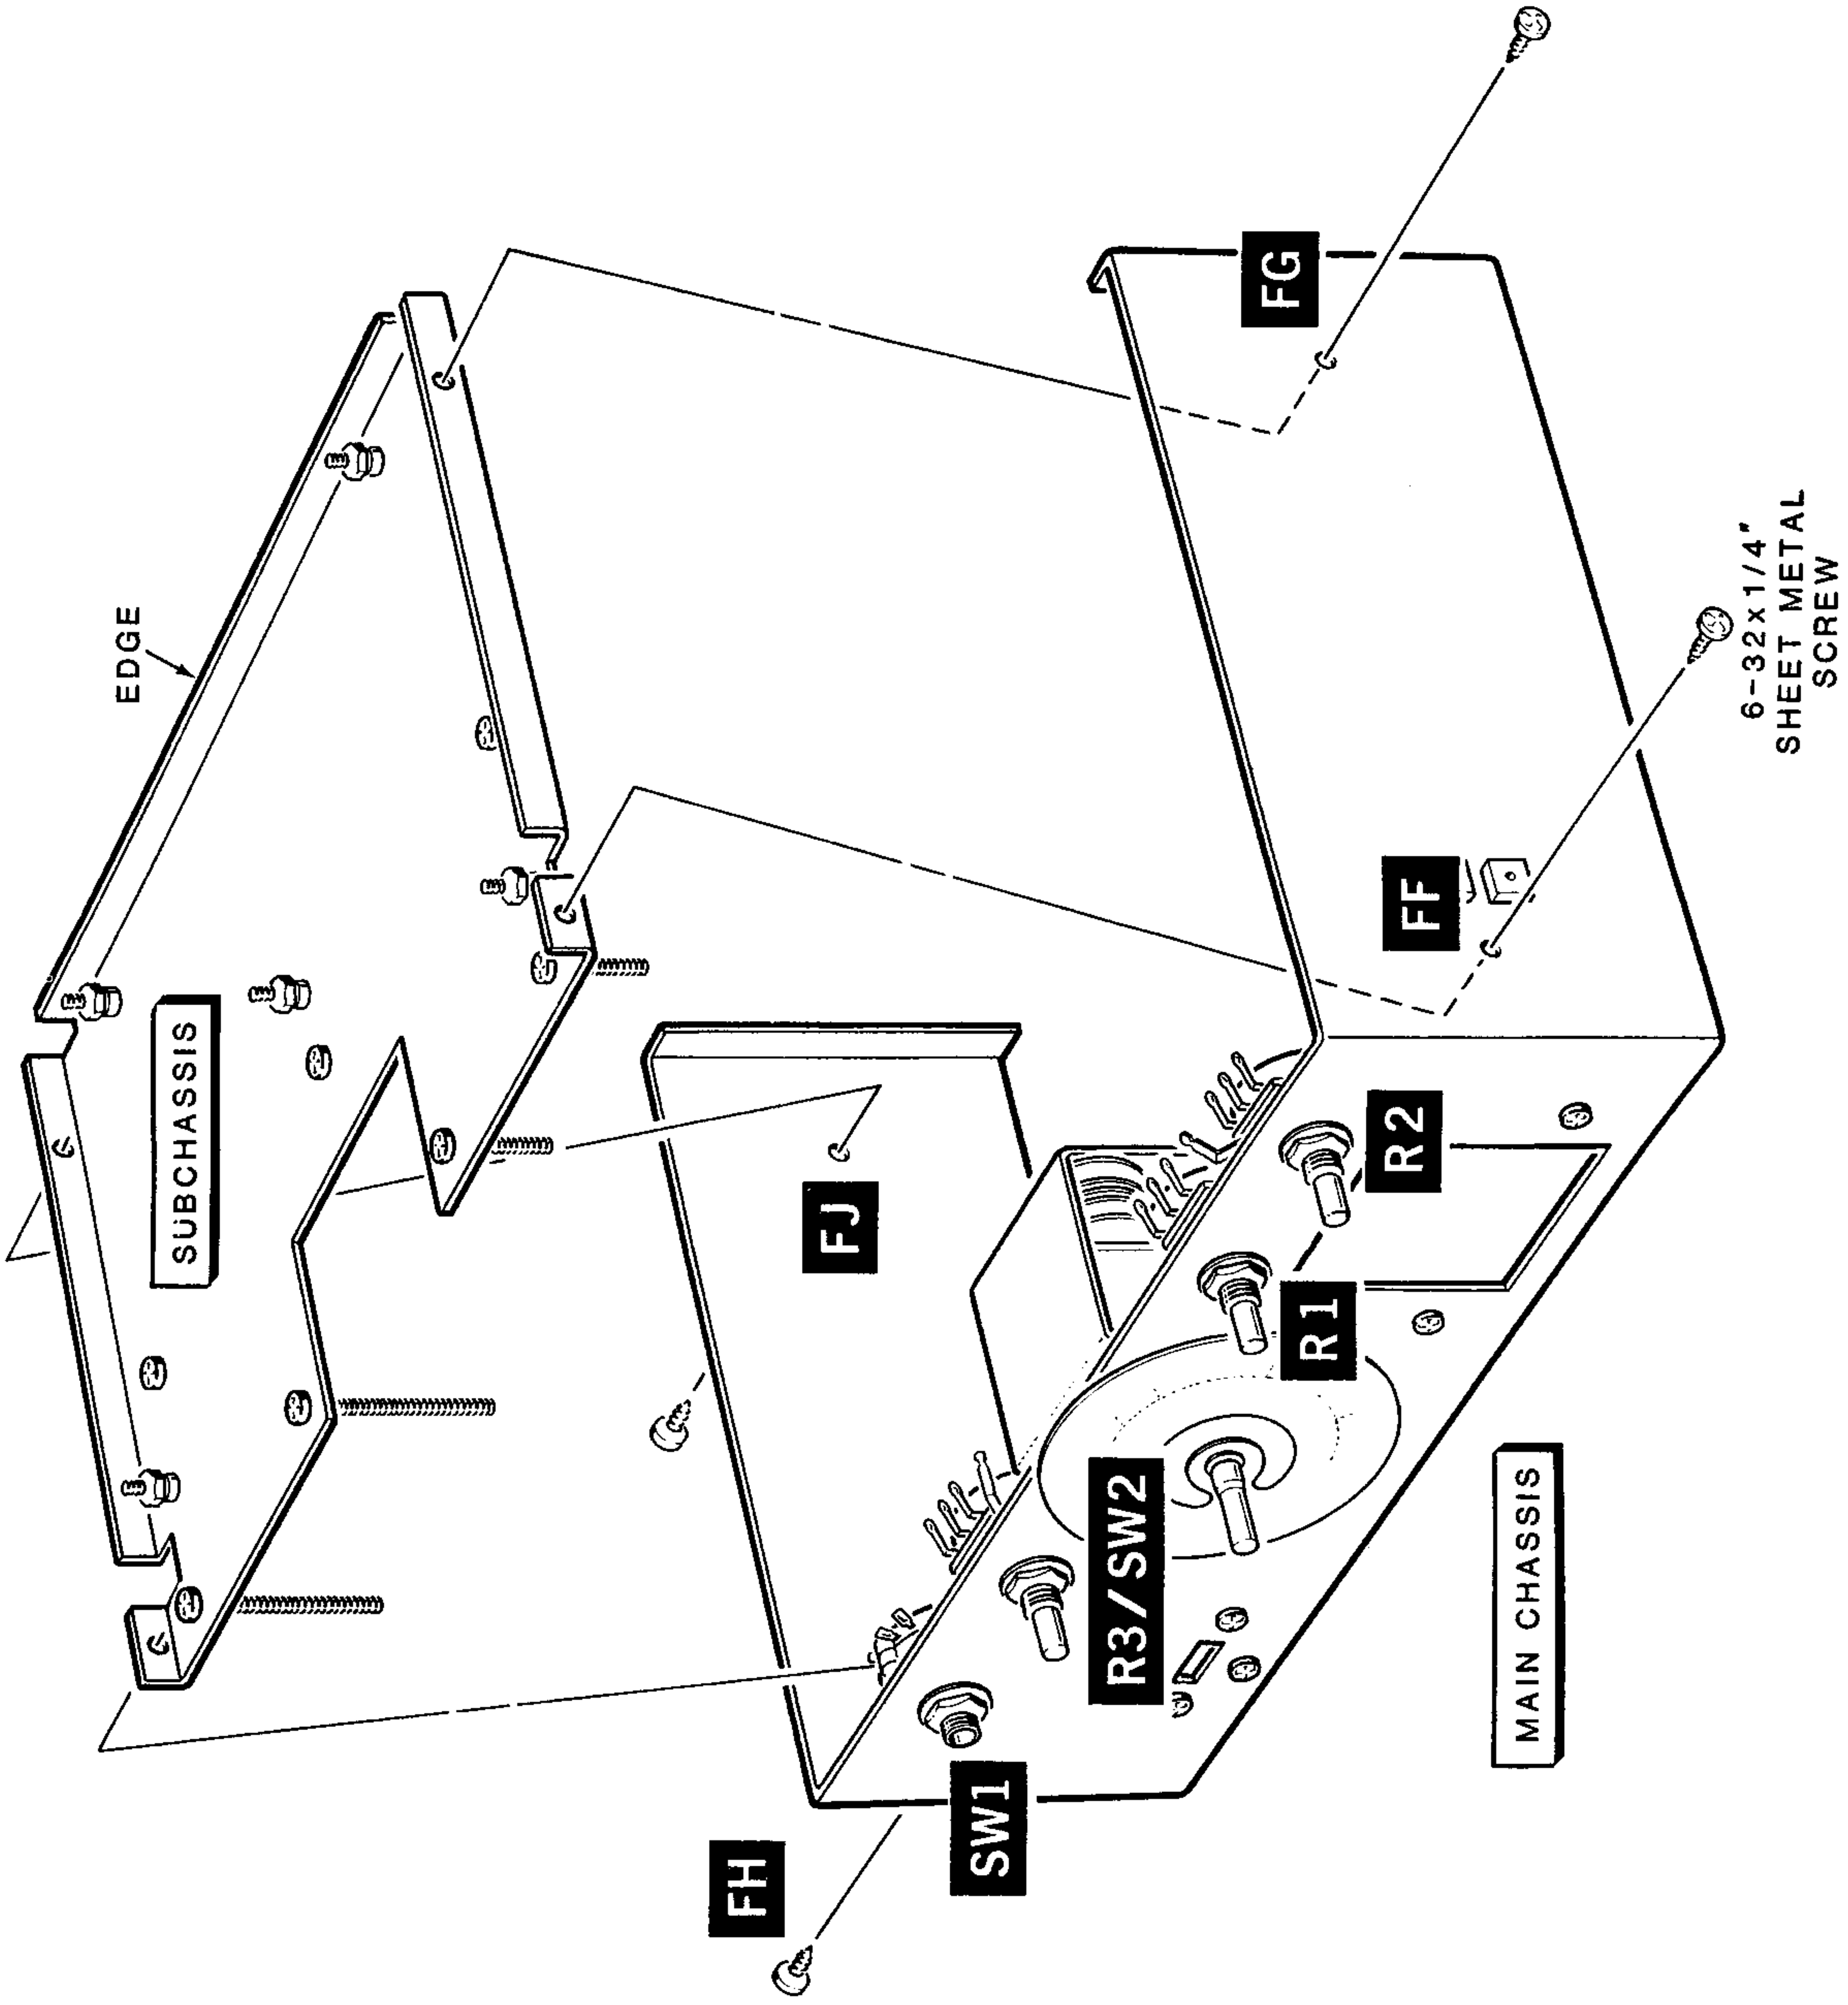 EDGE
SUBCHASSIS
FJ
FH
SW1
R3/SW2
R1
R2
FF
FG
MAIN CHASSIS
6-32x1/4"
SHEET METAL
SCREW